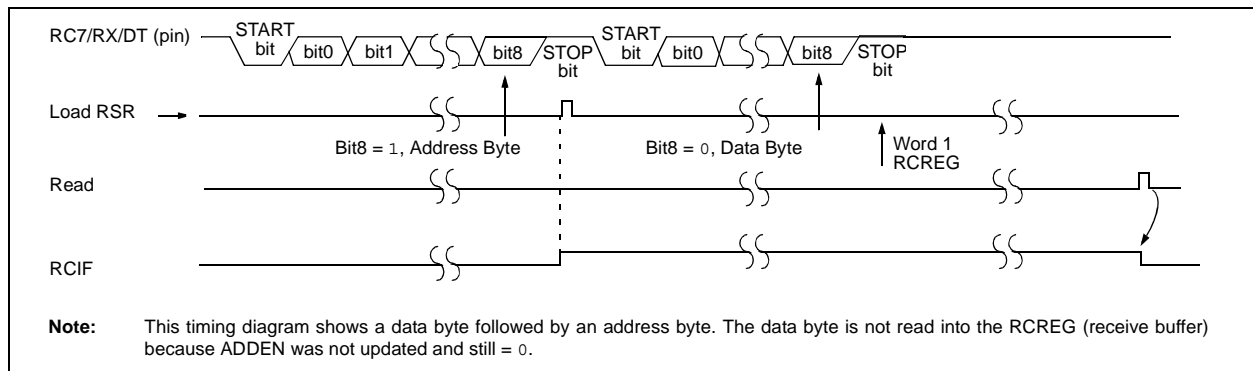 RC7/RX/DT (pin)
START
bit
bit0
bit1
bit8
STOP
bit
START
bit
bit0
bit8
STOP
bit
Load RSR
Bit8 = 1, Address Byte
Bit8 = 0, Data Byte
Word 1
RCREG
Read
RCIF
Note: This timing diagram shows a data byte followed by an address byte. The data byte is not read into the RCREG (receive buffer)
because ADDEN was not updated and still = 0.